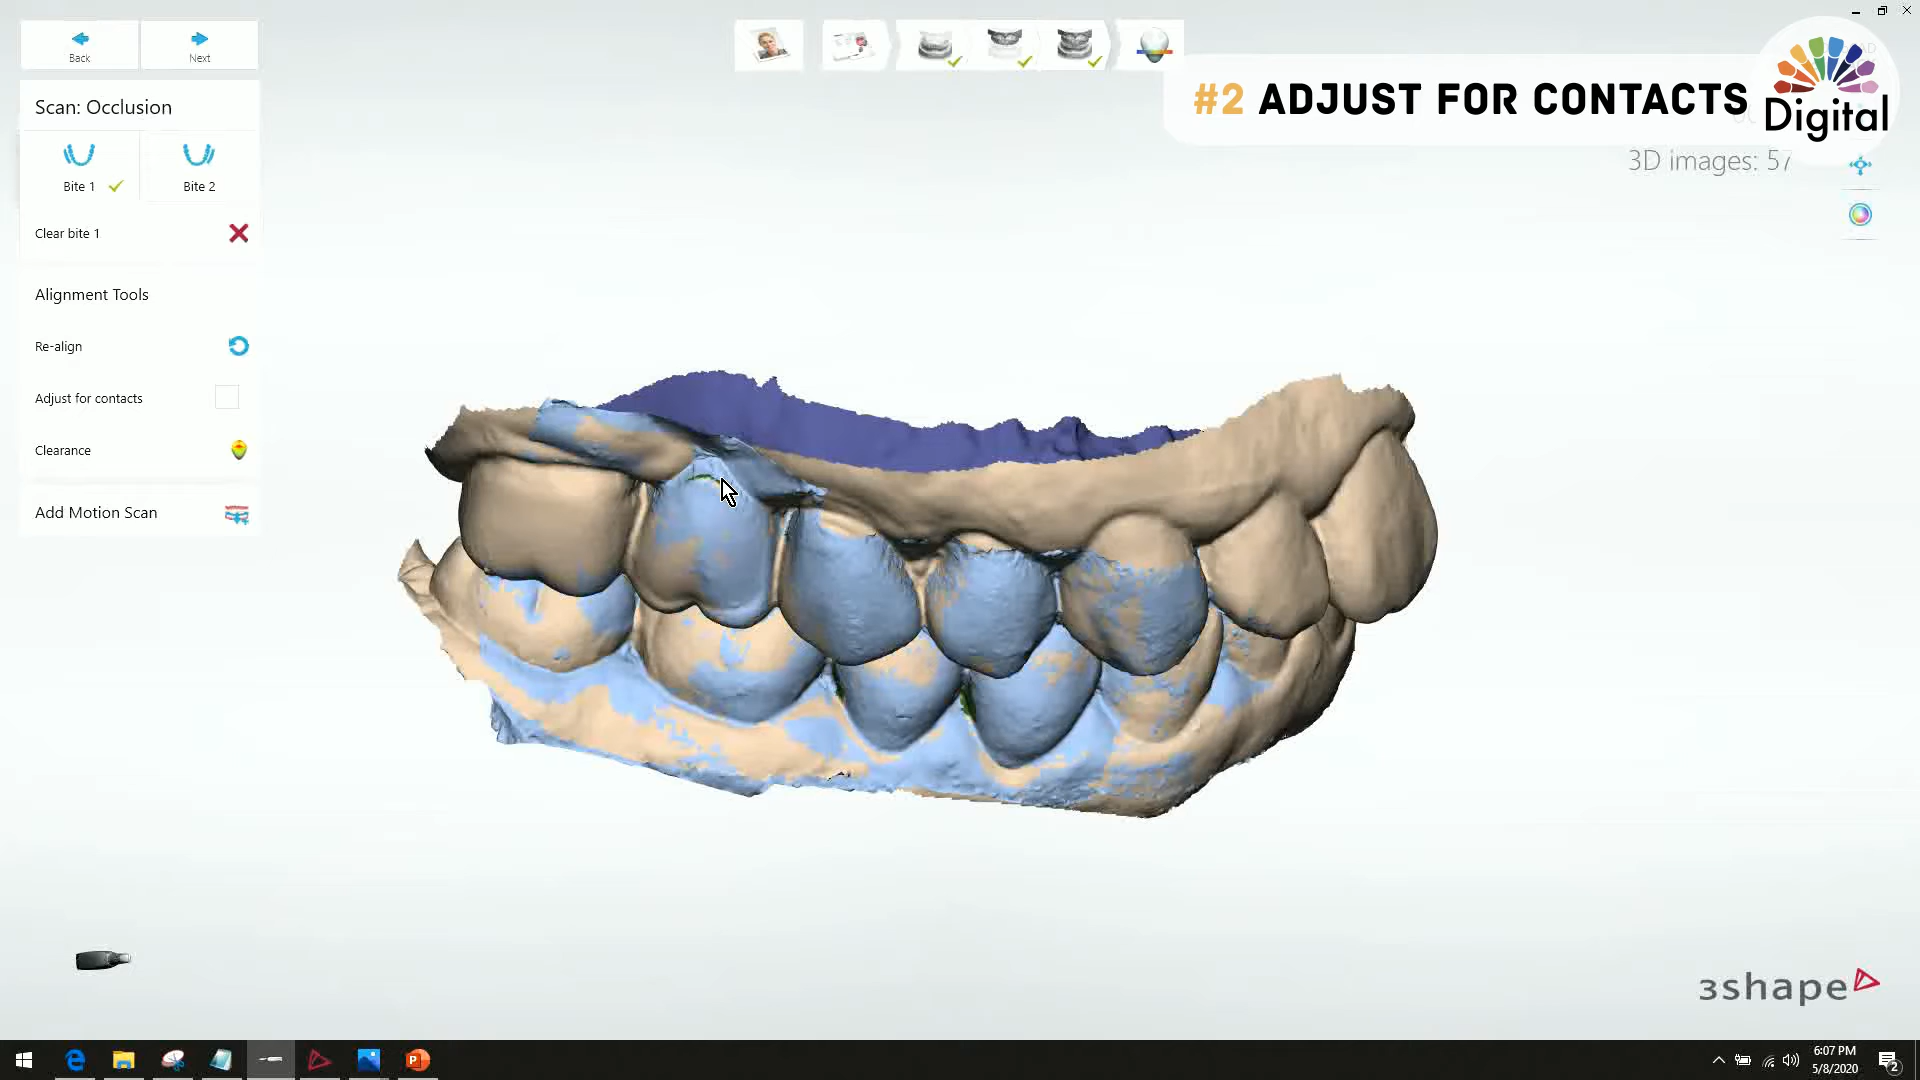 Back
Next
#2 ADJUST FOR CONTACTS
Digital
Scan: Occlusion
3D images: 57
Bite 1
Bite 2
Clear bite 1
Alignment Tools
Re-align
Adjust for contacts
Clearance
Add Motion Scan
3shape
6:07 PM
5/8/2020
2